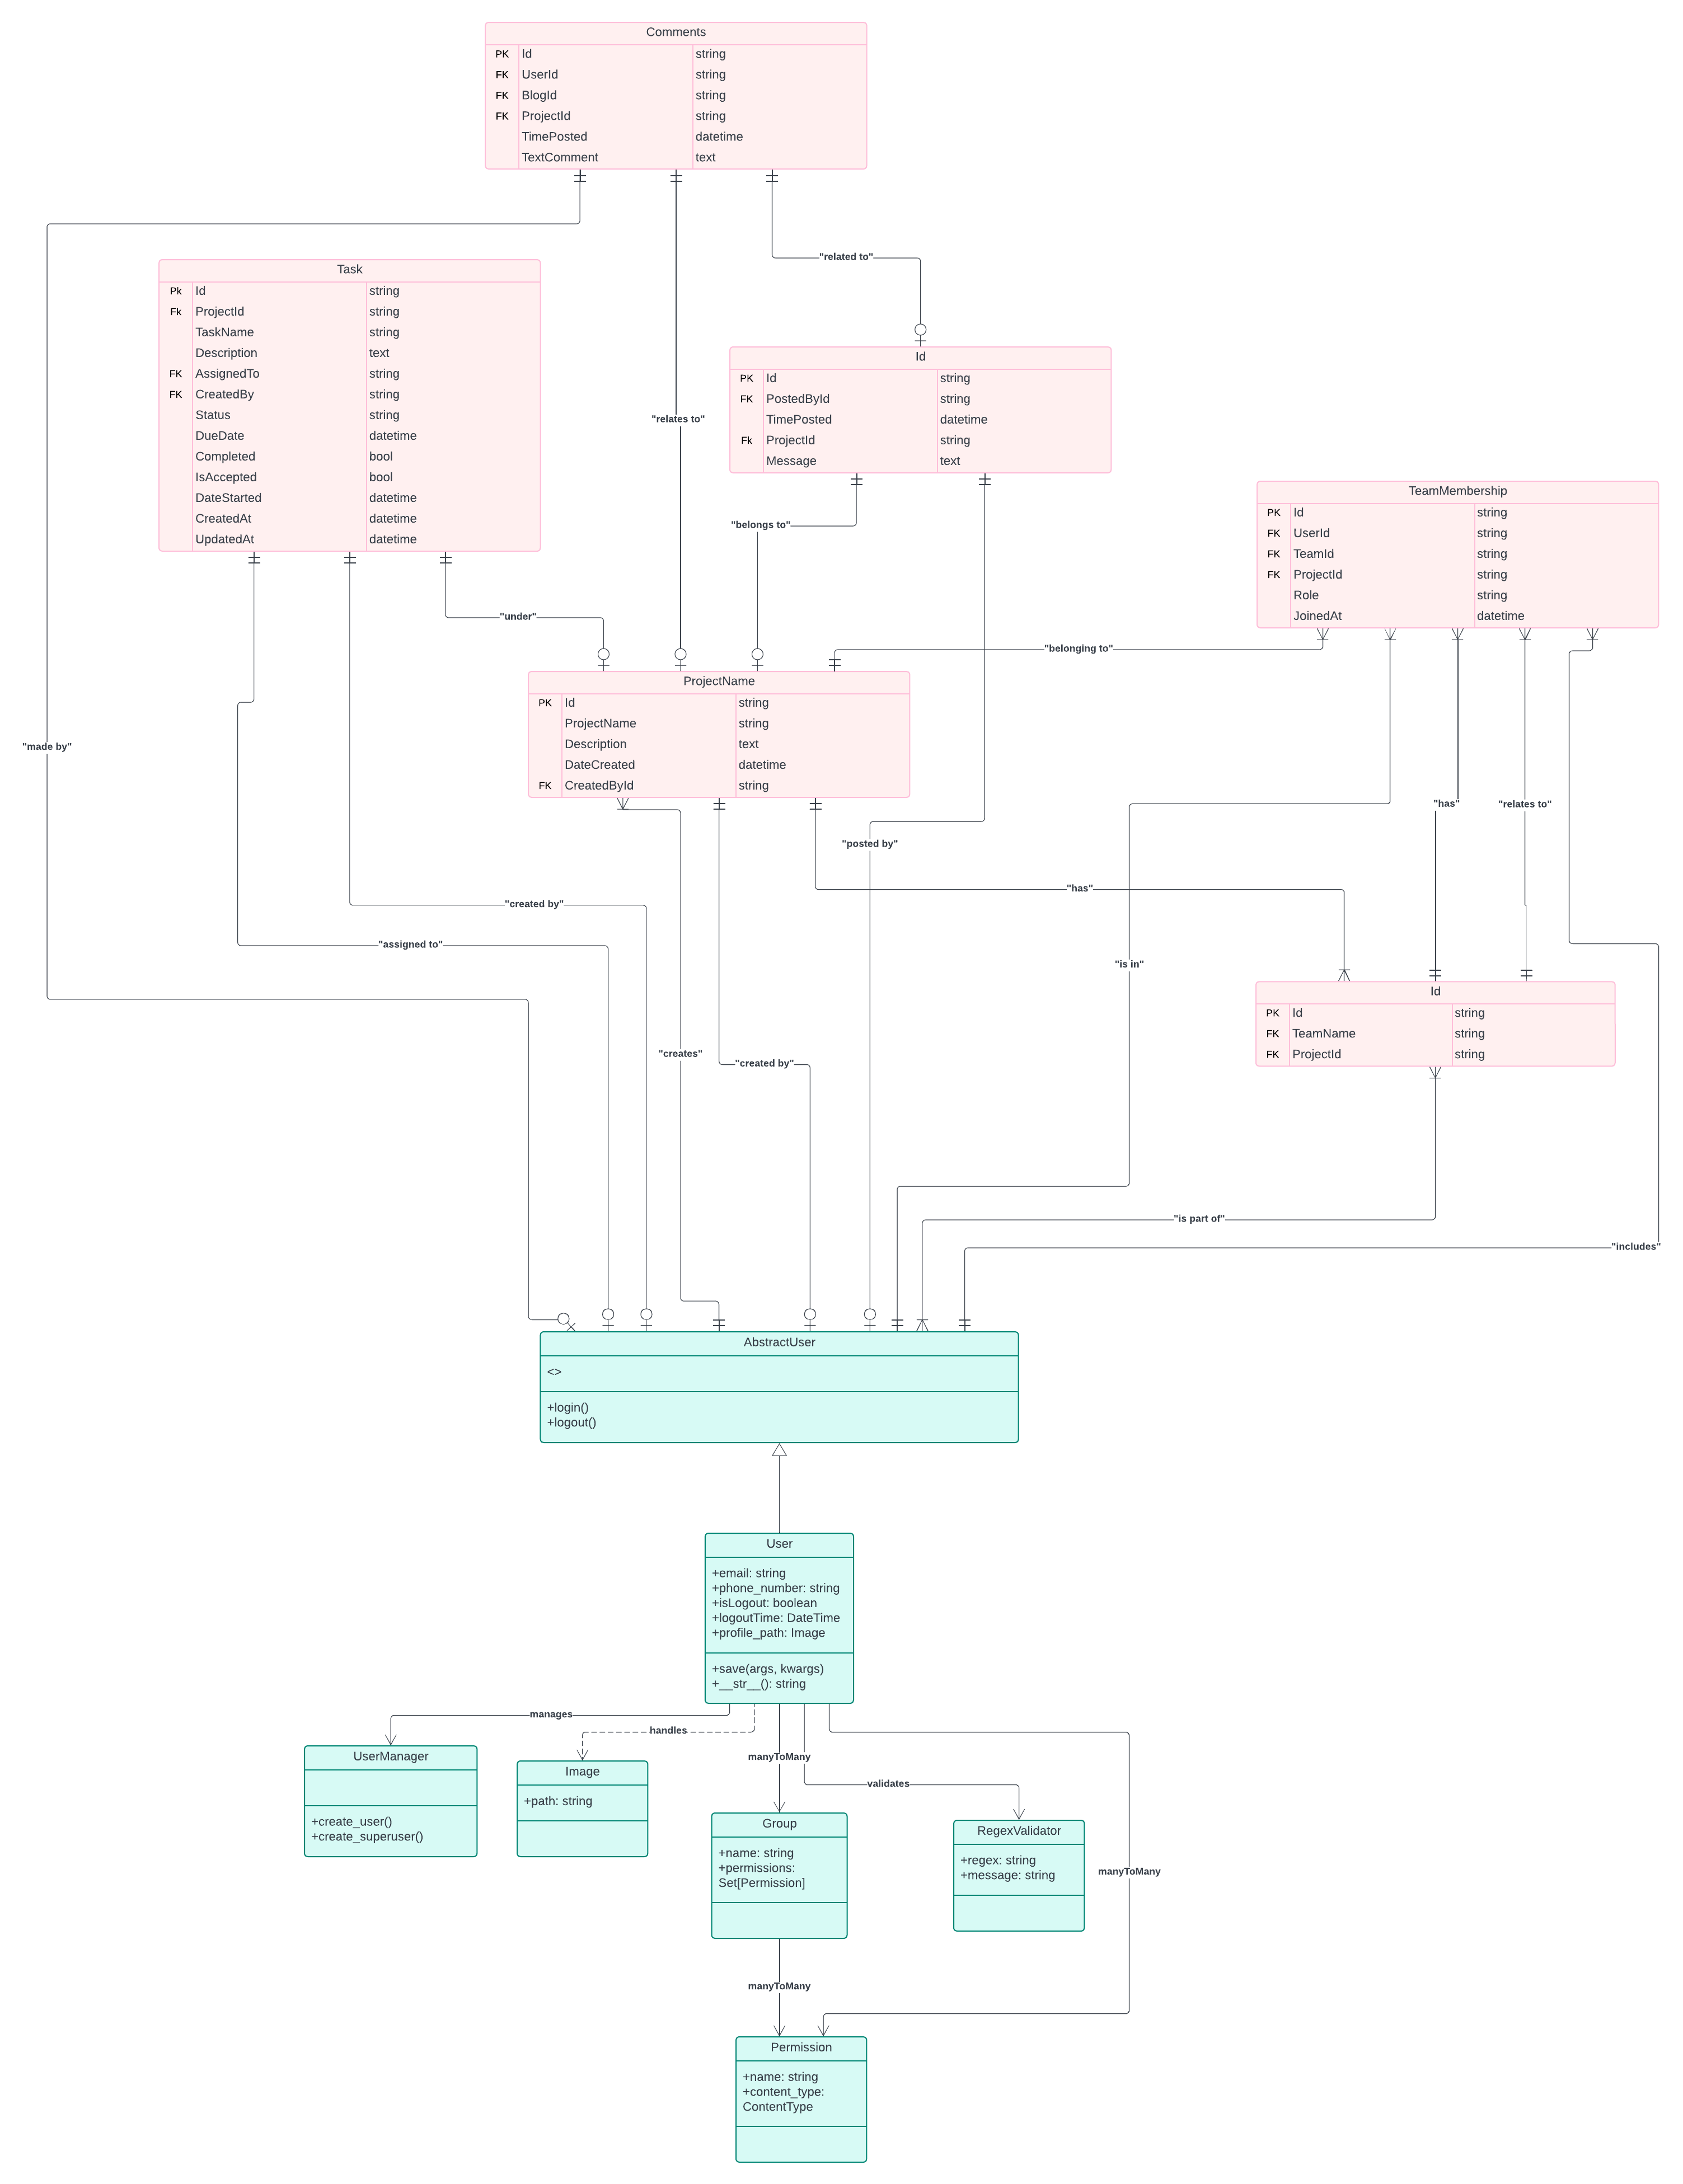 Comments
PK Id string
FK UserId string
FK BlogId string
FK ProjectId string
TimePosted datetime
TextComment text
"related to"
Task
Pk Id string
Fk ProjectId string
TaskName string
Description text
FK AssignedTo string
FK CreatedBy string
Status string
DueDate datetime
Completed bool
IsAccepted bool
DateStarted datetime
CreatedAt datetime
UpdatedAt datetime
Id
PK Id string
FK PostedById string
TimePosted datetime
Fk ProjectId string
Message text
"relates to"
TeamMembership
PK Id string
FK UserId string
FK TeamId string
FK ProjectId string
Role string
JoinedAt datetime
"belongs to"
"under"
"belonging to"
ProjectName
PK Id string
ProjectName string
Description text
DateCreated datetime
FK CreatedById string
"made by"
"has"
"relates to"
"posted by"
"has"
"created by"
"assigned to"
"is in"
Id
PK Id string
FK TeamName string
FK ProjectId string
"creates"
"created by"
"is part of"
"includes"
AbstractUser
<>
+login()
+logout()
User
+email: string
+phone_number: string
+isLogout: boolean
+logoutTime: DateTime
+profile_path: Image
+save(args, kwargs)
+__str__(): string
manages
handles
manyToMany
validates
manyToMany
UserManager
+create_user()
+create_superuser()
Image
+path: string
Group
+name: string
+permissions:
Set[Permission]
RegexValidator
+regex: string
+message: string
manyToMany
Permission
+name: string
+content_type:
ContentType